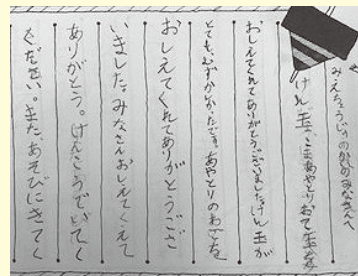 みなさんへ
けん玉、こま、あやとり、おて玉を
おしえてくれてありがとうございました。けん玉が
とても、むずかしかったです。あやとりのわざを
おしえてくれてありがとうござ
いました。みなさんおしえてくえて
ありがとう。けんこうでいてく
ださい。また、あそびにきてく